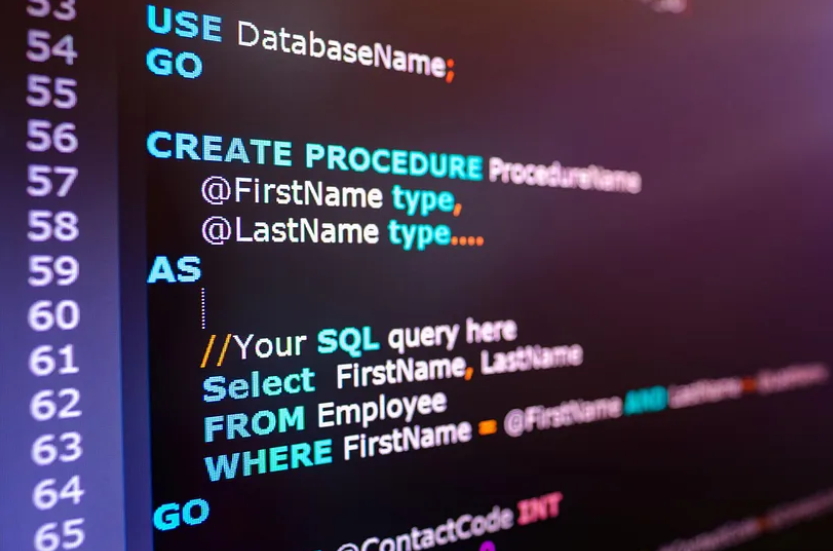 53
54
55
56
57
58
59
60
61
62
63
64
65
USE DatabaseName;
GO
CREATE PROCEDURE ProcedureName
@FirstName type,
@LastName type....
AS
//Your SQL query here
Select FirstName, LastName
FROM Employee
WHERE FirstName = @FirstName AND LastName =
GO
@ContactCode INT